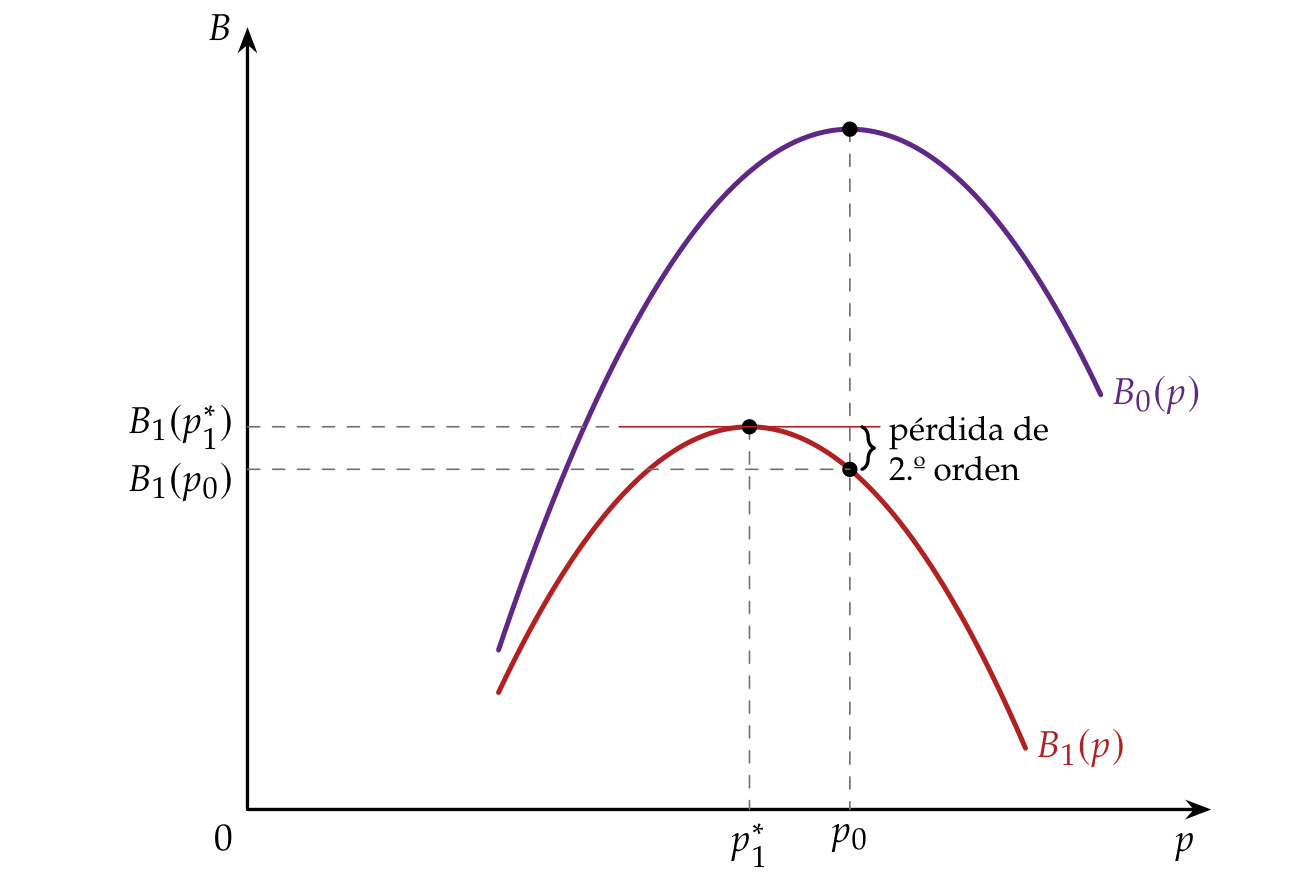 B
B₀(p)
B₁(p₁*)
pérdida de
B₁(p₀)
2.º orden
B₁(p)
0
p₁*
p₀
p